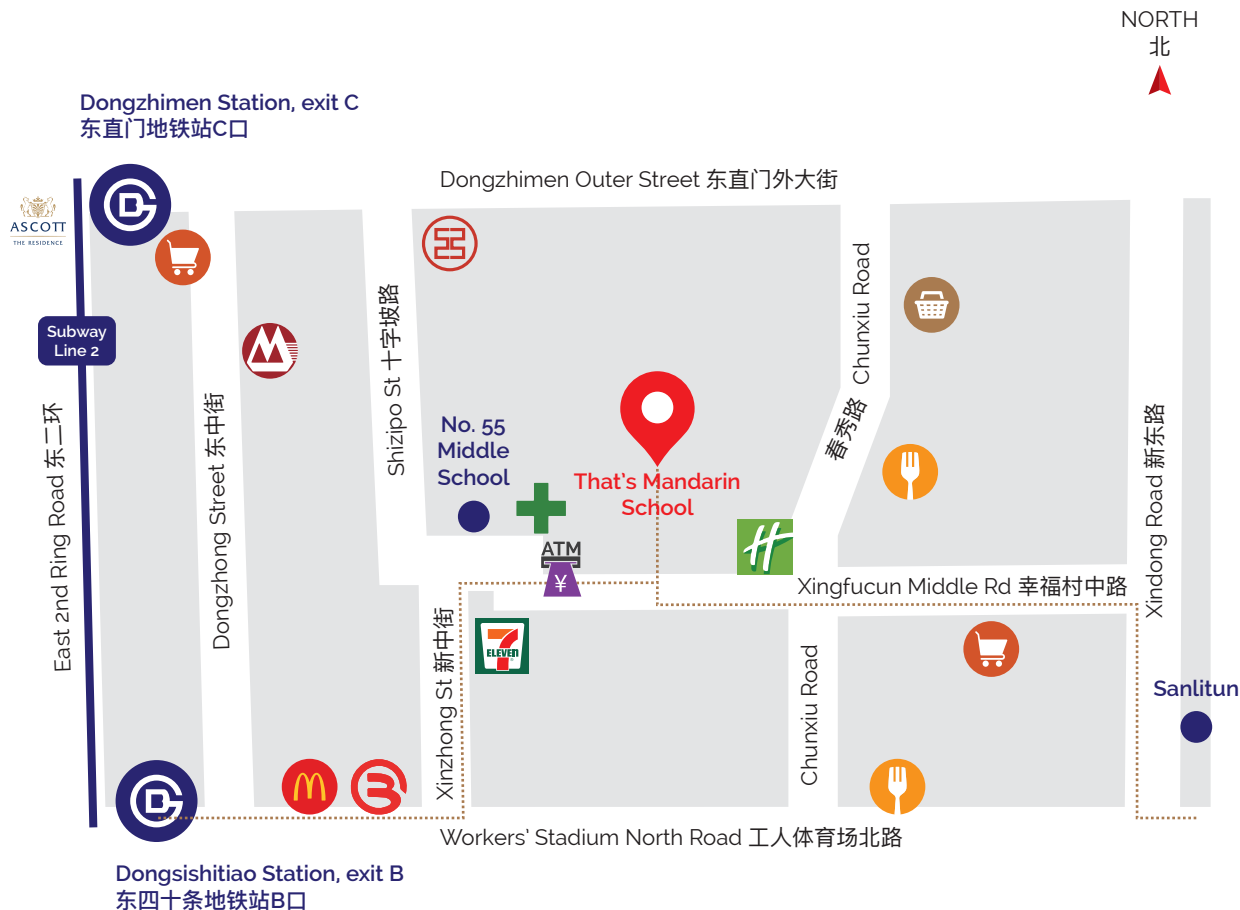 NORTH
北
Dongzhimen Station, exit C
东直门地铁站C口
Dongzhimen Outer Street 东直门外大街
ASCOTT
THE RESIDENCE
Subway
Line 2
East 2nd Ring Road 东二环
Dongzhong Street 东中街
Shizipo St 十字坡路
No. 55
Middle
School
That's Mandarin
School
春秀路 Chunxiu Road
Xindong Road 新东路
ATM
¥
H
Xingfucun Middle Rd 幸福村中路
7
ELEVEN
Xinzhong St 新中街
Chunxiu Road
Sanlitun
Workers' Stadium North Road 工人体育场北路
Dongsishitiao Station, exit B
东四十条地铁站B口